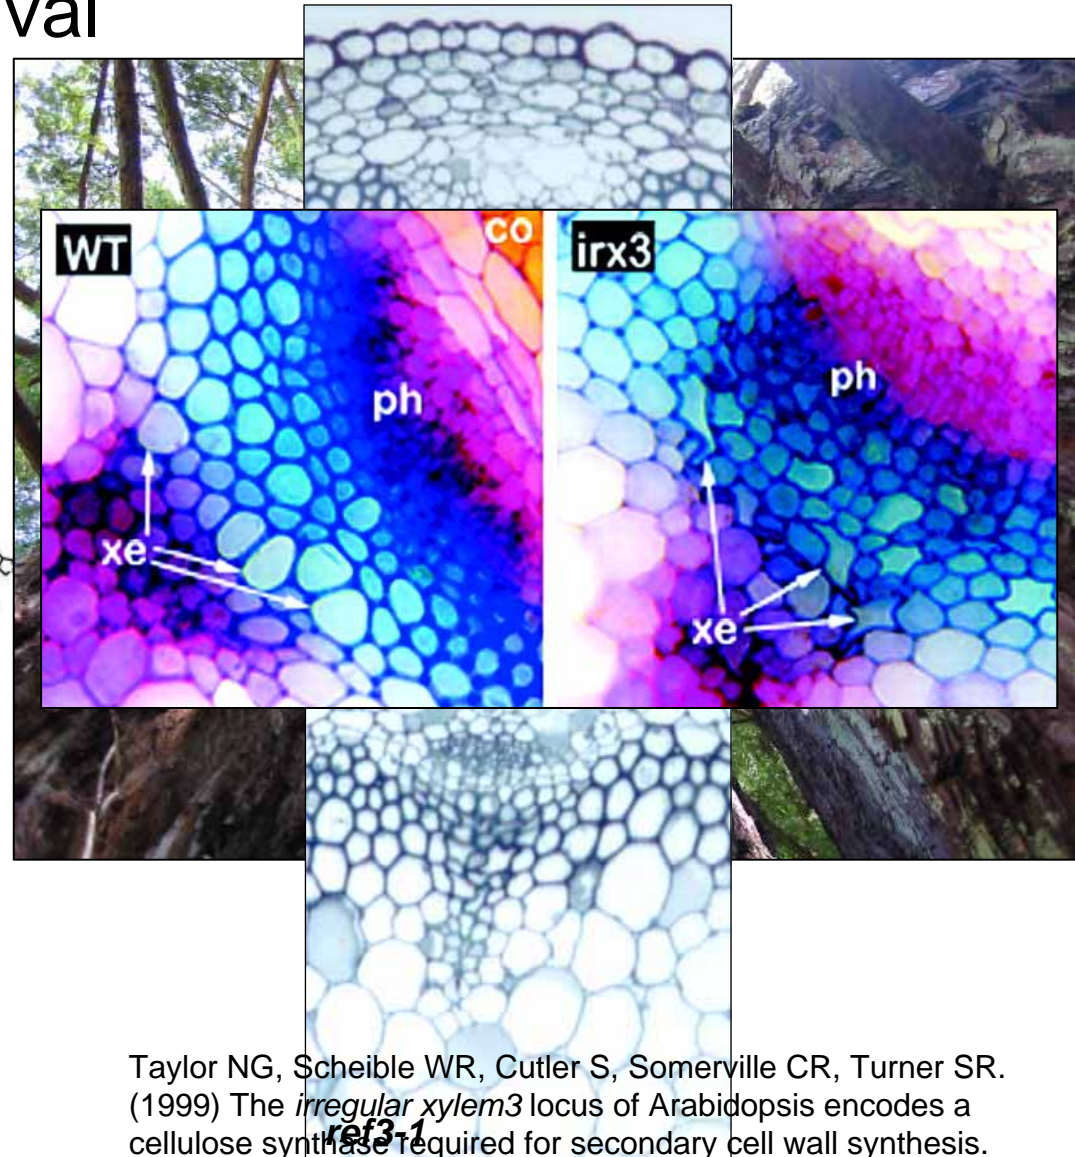 val
WT
co
ph
xe
irx3
ph
xe
Taylor NG, Scheible WR, Cutler S, Somerville CR, Turner SR.
(1999) The irregular xylem3 locus of Arabidopsis encodes a
cellulose synthase required for secondary cell wall synthesis.
ref3-1